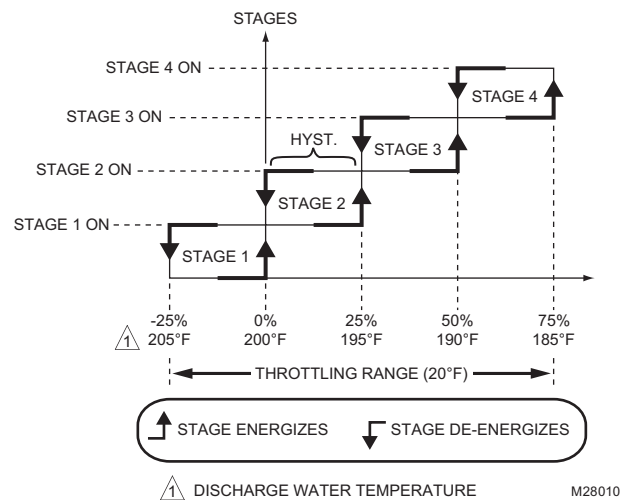 STAGES
STAGE 4 ON
STAGE 4
STAGE 3 ON
HYST.
STAGE 3
STAGE 2 ON
STAGE 2
STAGE 1 ON
STAGE 1
-25% 0% 25% 50% 75%
1 205°F 200°F 195°F 190°F 185°F
THROTTLING RANGE (20°F)
STAGE ENERGIZES STAGE DE-ENERGIZES
1 DISCHARGE WATER TEMPERATURE M28010